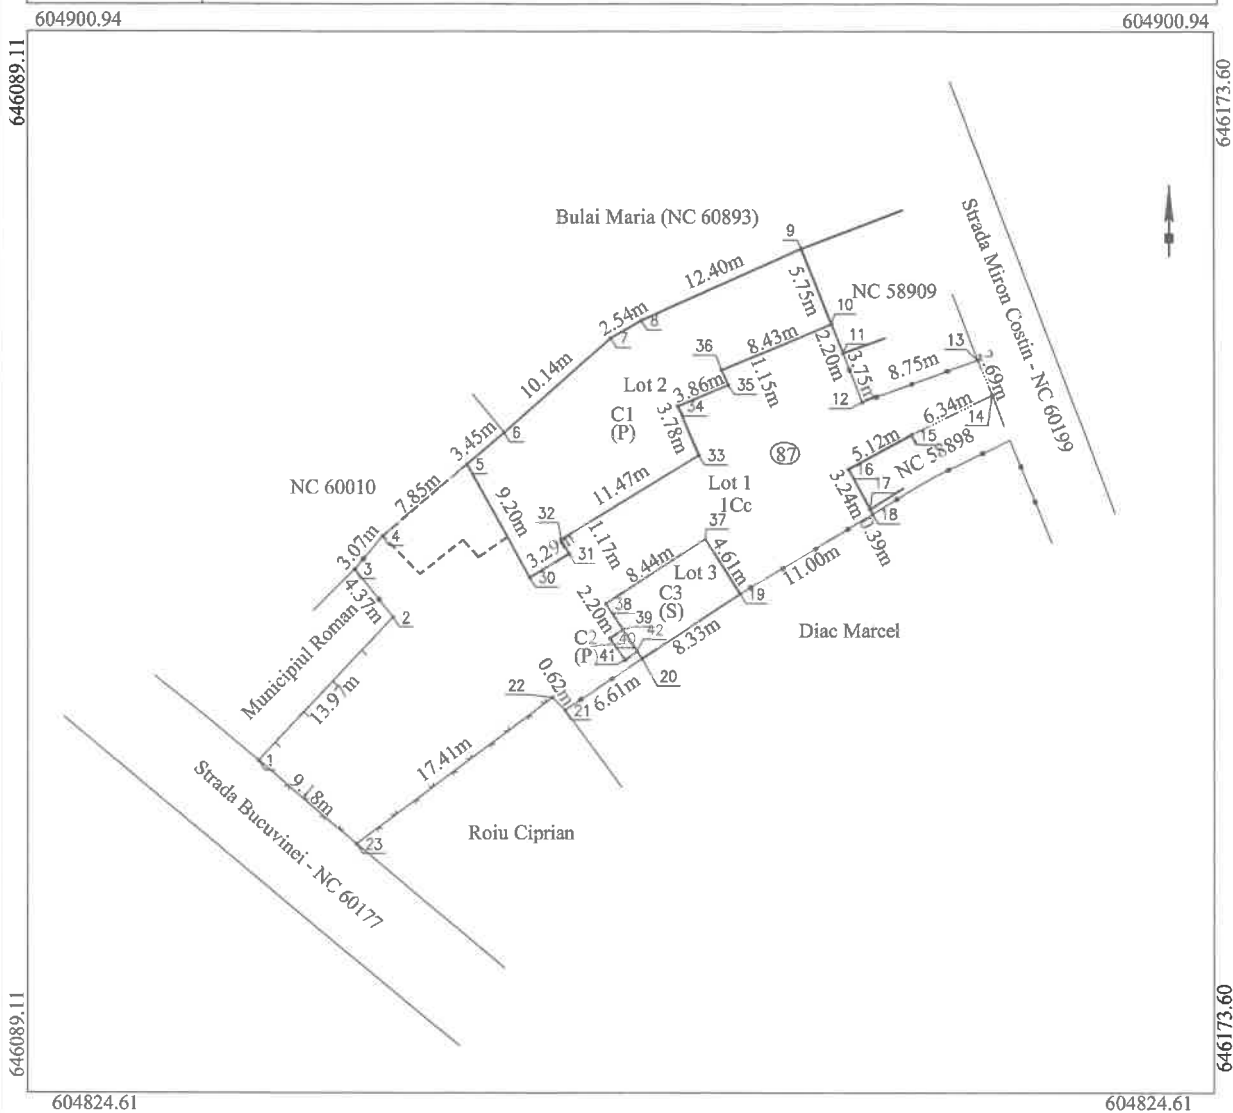 604900.94
604900.94
646089.11
646173.60
Bulai Maria (NC 60893)
9
12.40m
5.75m
NC 58909
Strada Miron Costin - NC 60199
2.54m
8
7
10
11
36
8.43m
2.20m
3.75m
8.75m
13
12
1.15m
35
3.86m
34
Lot 2
C1
(P)
3.78m
33
10.14m
6
3.45m
5
6.34m
14
15
5.12m
16
NC 58898
17
18
3.24m
0.39m
87
Lot 1
1Cc
NC 60010
7.85m
9.20m
11.47m
32
1.17m
31
3.29m
30
3.07m
4
3
4.37m
2
37
8.44m
4.61m
Lot 3
C3
(S)
11.00m
19
38
2.20m
39
40
42
C2
(P)
41
8.33m
20
Diac Marcel
Municipiul Roman
13.97m
0.62m
22
21
6.61m
17.41m
1
9.18m
23
Roiu Ciprian
Strada Bucuvinei - NC 60177
646089.11
646173.60
604824.61
604824.61